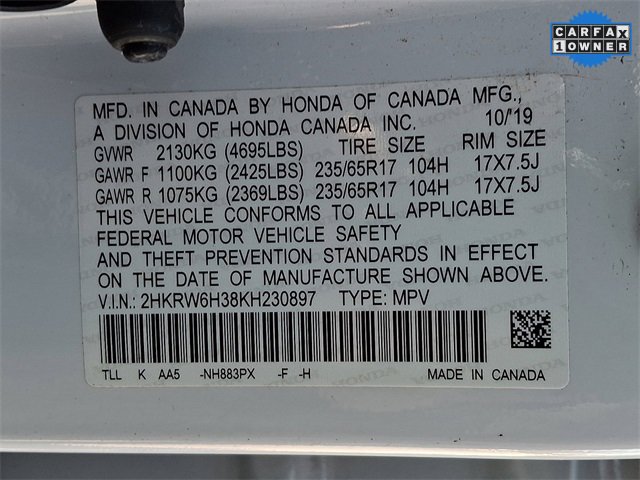 CARFAX
1 OWNER
MFD. IN CANADA BY HONDA OF CANADA MFG.,
A DIVISION OF HONDA CANADA INC. 10/'19
GVWR 2130KG (4695LBS) TIRE SIZE RIM SIZE
GAWR F 1100KG (2425LBS) 235/65R17 104H 17X7.5J
GAWR R 1075KG (2369LBS) 235/65R17 104H 17X7.5J
THIS VEHICLE CONFORMS TO ALL APPLICABLE
FEDERAL MOTOR VEHICLE SAFETY
AND THEFT PREVENTION STANDARDS IN EFFECT
ON THE DATE OF MANUFACTURE SHOWN ABOVE.
V.I.N.: 2HKRW6H38KH230897 TYPE: MPV
TLL K AA5 -NH883PX -F -H MADE IN CANADA